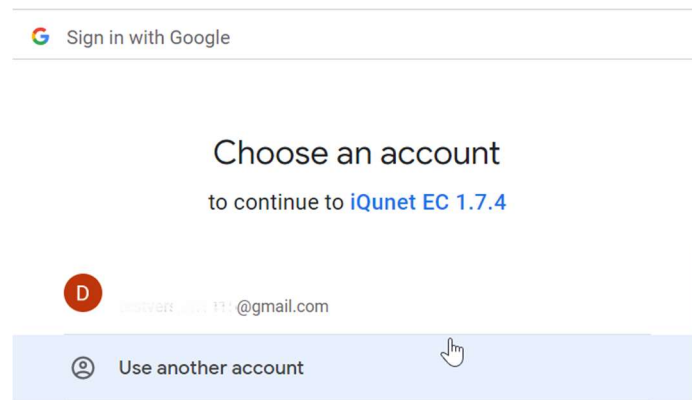 Sign in with Google
Choose an account
to continue to iQunet EC 1.7.4
D
@gmail.com
Use another account